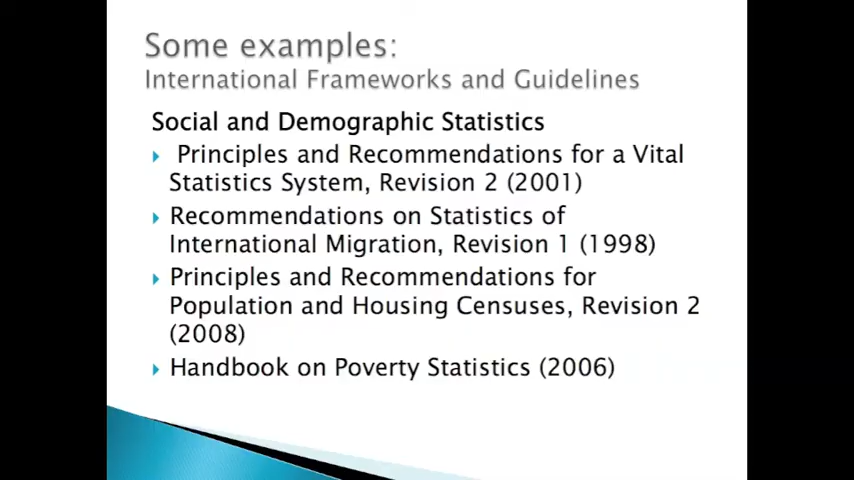 Some examples:
International Frameworks and Guidelines
Social and Demographic Statistics
Principles and Recommendations for a Vital
Statistics System, Revision 2 (2001)
Recommendations on Statistics of
International Migration, Revision 1 (1998)
Principles and Recommendations for
Population and Housing Censuses, Revision 2
(2008)
Handbook on Poverty Statistics (2006)